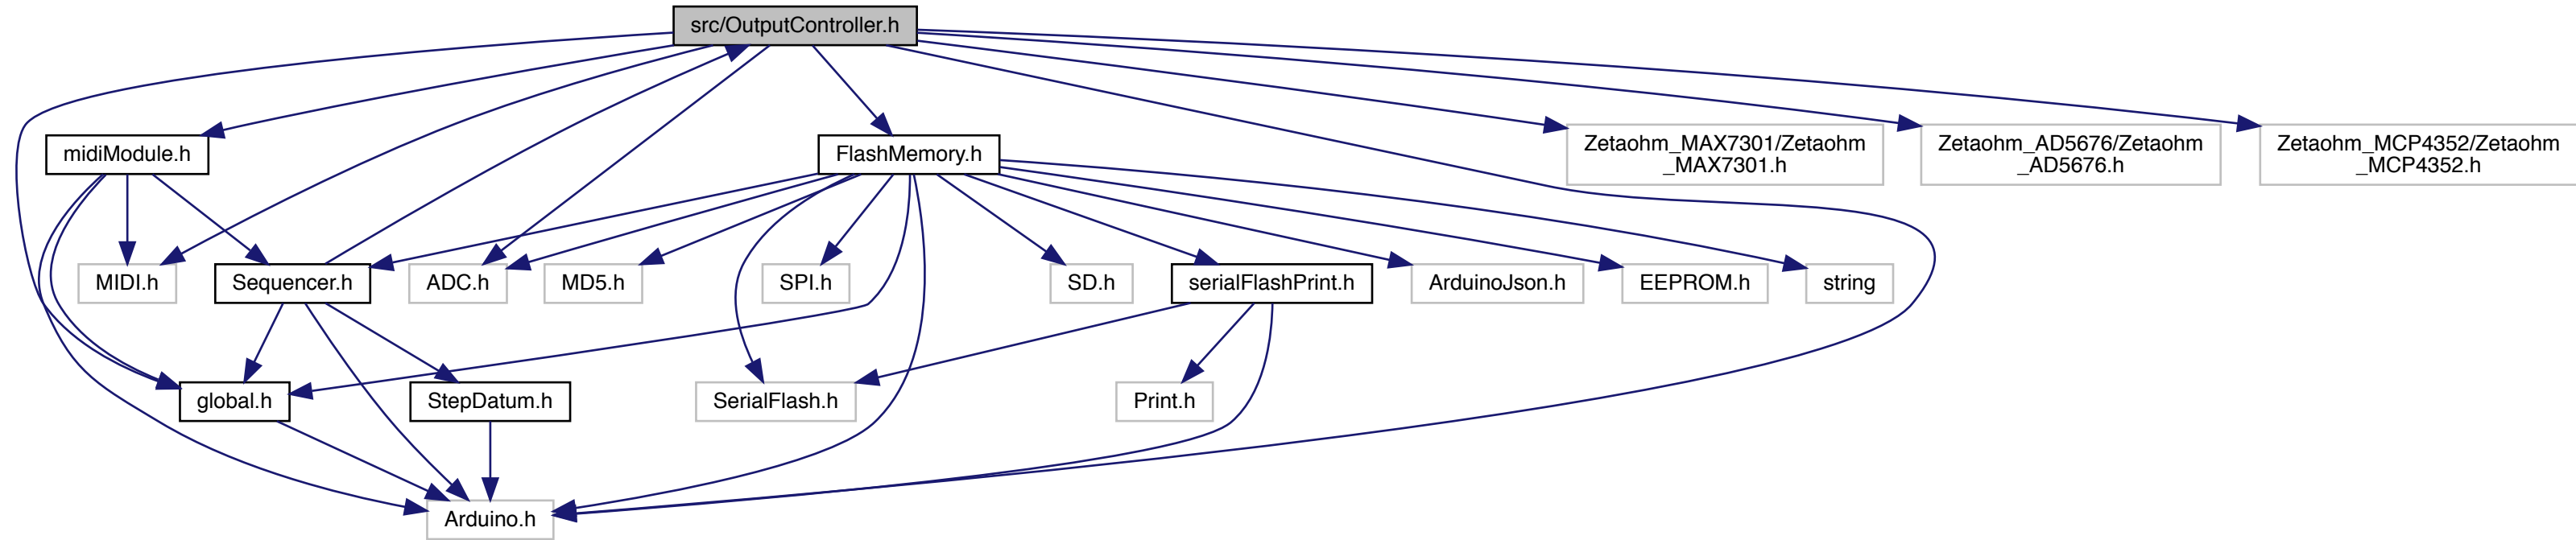 src/OutputController.h
midiModule.h
FlashMemory.h
Zetaohm_MAX7301/Zetaohm
_MAX7301.h
Zetaohm_AD5676/Zetaohm
_AD5676.h
Zetaohm_MCP4352/Zetaohm
_MCP4352.h
MIDI.h
Sequencer.h
ADC.h
MD5.h
SPI.h
SD.h
serialFlashPrint.h
ArduinoJson.h
EEPROM.h
string
global.h
StepDatum.h
SerialFlash.h
Print.h
Arduino.h